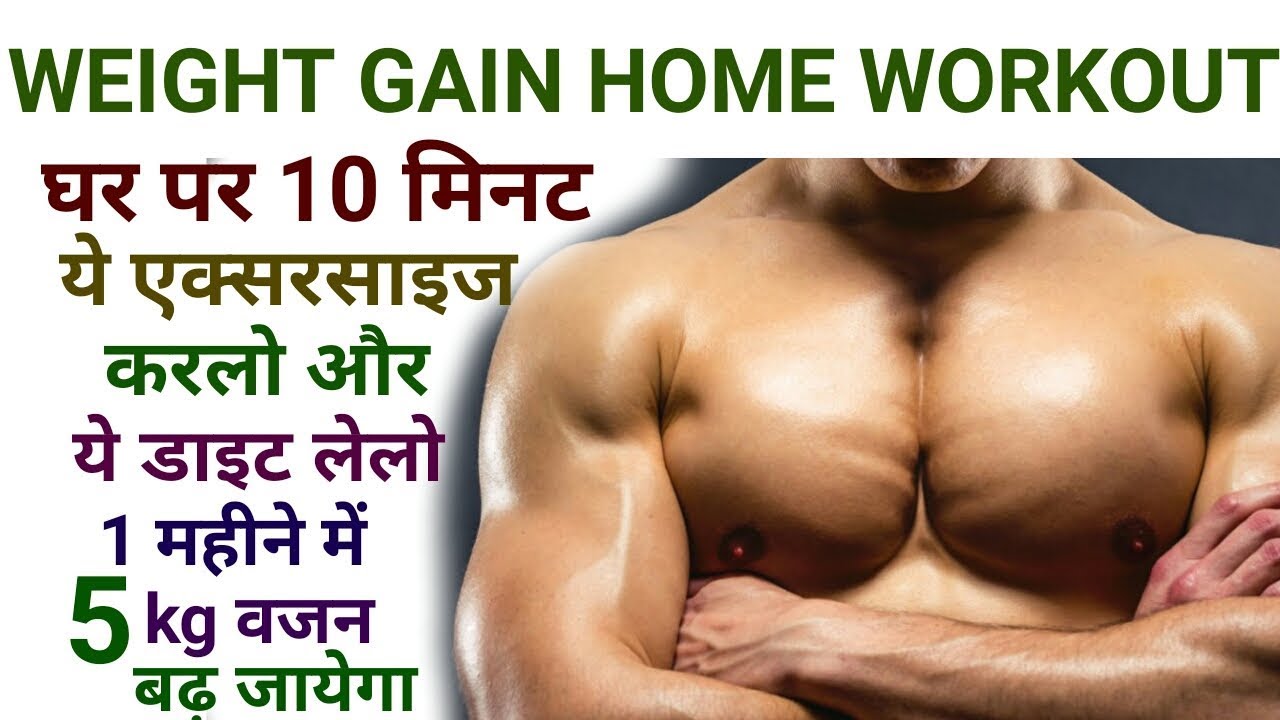 WEIGHT GAIN HOME WORKOUT
घर पर 10 मिनट
ये एक्सरसाइज
करलो और
ये डाइट लेलो
1 महीने में
5 kg वजन
बढ़ जायेगा